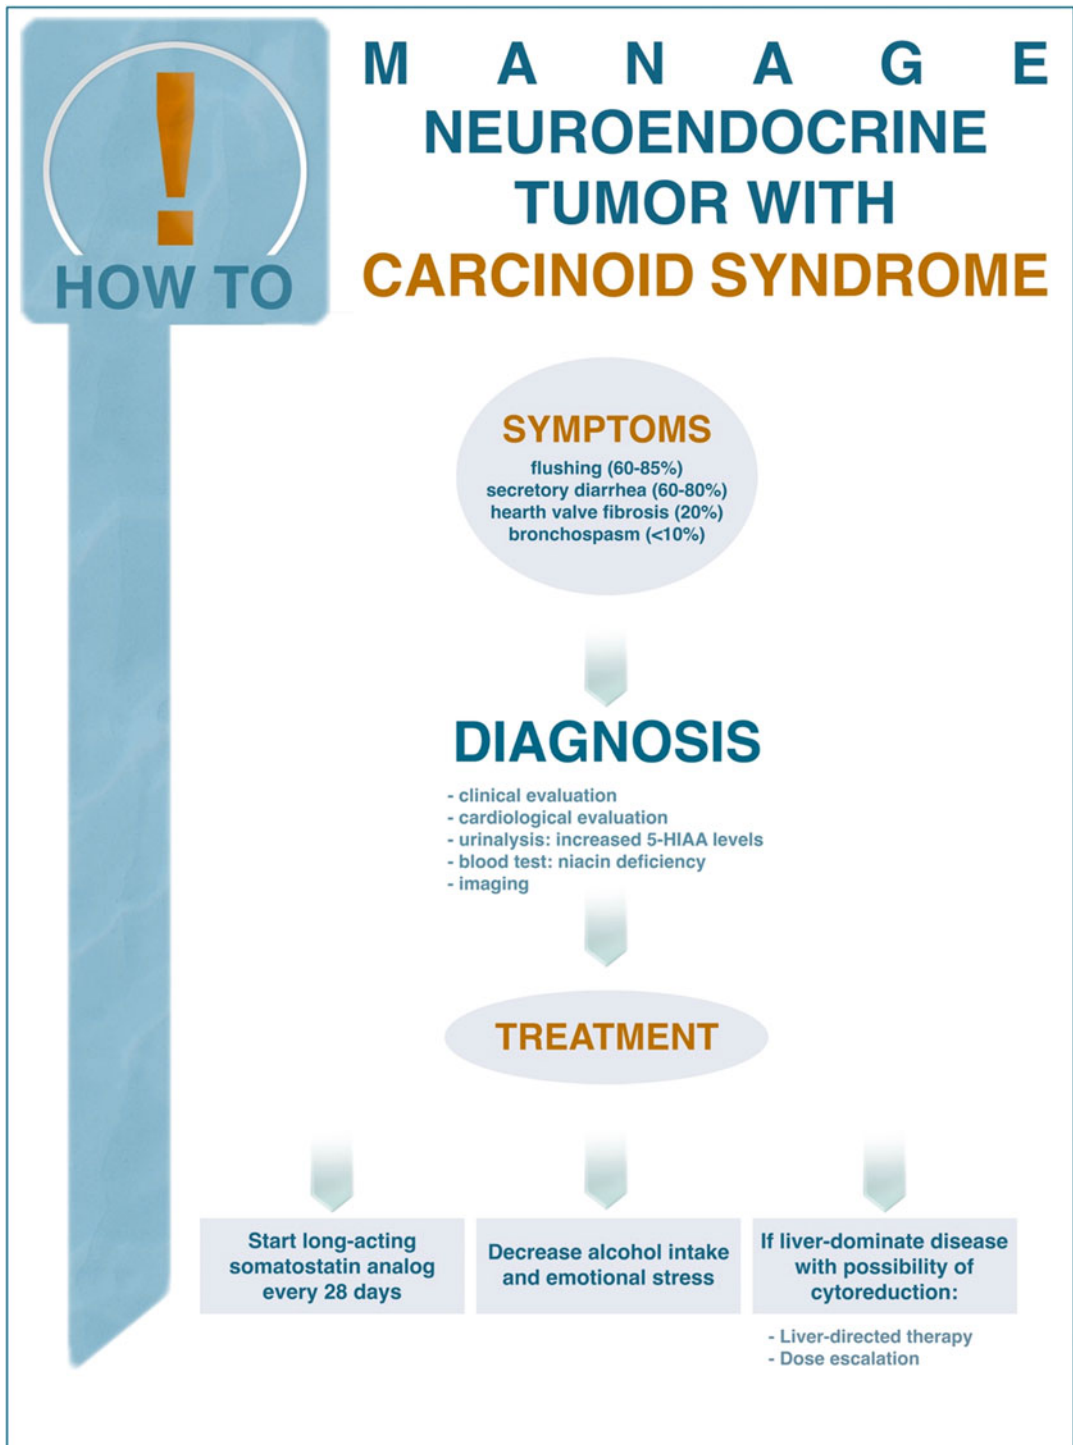 !
HOW TO
MANAGE
NEUROENDOCRINE
TUMOR WITH
CARCINOID SYNDROME
SYMPTOMS
flushing (60-85%)
secretory diarrhea (60-80%)
hearth valve fibrosis (20%)
bronchospasm (<10%)
DIAGNOSIS
- clinical evaluation
- cardiological evaluation
- urinalysis: increased 5-HIAA levels
- blood test: niacin deficiency
- imaging
TREATMENT
Start long-acting
somatostatin analog
every 28 days
Decrease alcohol intake
and emotional stress
If liver-dominate disease
with possibility of
cytoreduction:
- Liver-directed therapy
- Dose escalation